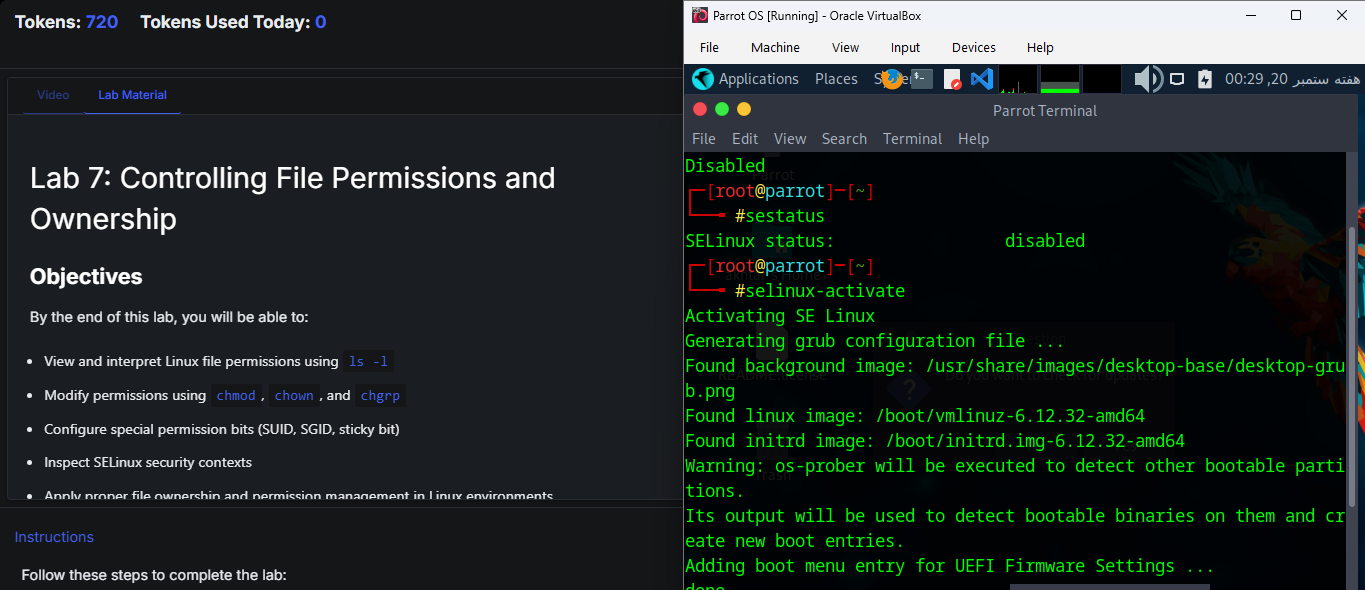 Tokens: 720 Tokens Used Today: 0
Video Lab Material
Lab 7: Controlling File Permissions and
Ownership
Objectives
By the end of this lab, you will be able to:
View and interpret Linux file permissions using ls -l
Modify permissions using chmod , chown , and chgrp
Configure special permission bits (SUID, SGID, sticky bit)
Inspect SELinux security contexts
Apply proper file ownership and permission management in Linux environments
Instructions
Follow these steps to complete the lab:
Parrot OS [Running] - Oracle VirtualBox
File Machine View Input Devices Help
Applications Places
هفته ستمبر 20, 00:29
Parrot Terminal
File Edit View Search Terminal Help
Disabled
[root@parrot]-[~]
#sestatus
SELinux status: disabled
[root@parrot]-[~]
#selinux-activate
Activating SE Linux
Generating grub configuration file ...
Found background image: /usr/share/images/desktop-base/desktop-gru
b.png
Found linux image: /boot/vmlinuz-6.12.32-amd64
Found initrd image: /boot/initrd.img-6.12.32-amd64
Warning: os-prober will be executed to detect other bootable parti
tions.
Its output will be used to detect bootable binaries on them and cr
eate new boot entries.
Adding boot menu entry for UEFI Firmware Settings ...
done